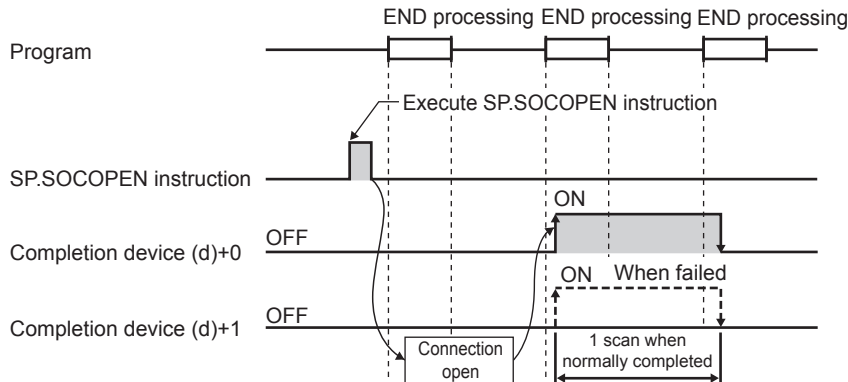 END processing END processing END processing
Program
Execute SP.SOCOPEN instruction
SP.SOCOPEN instruction
ON
OFF
Completion device (d)+0
ON When failed
OFF
Completion device (d)+1
Connection
open
1 scan when
normally completed